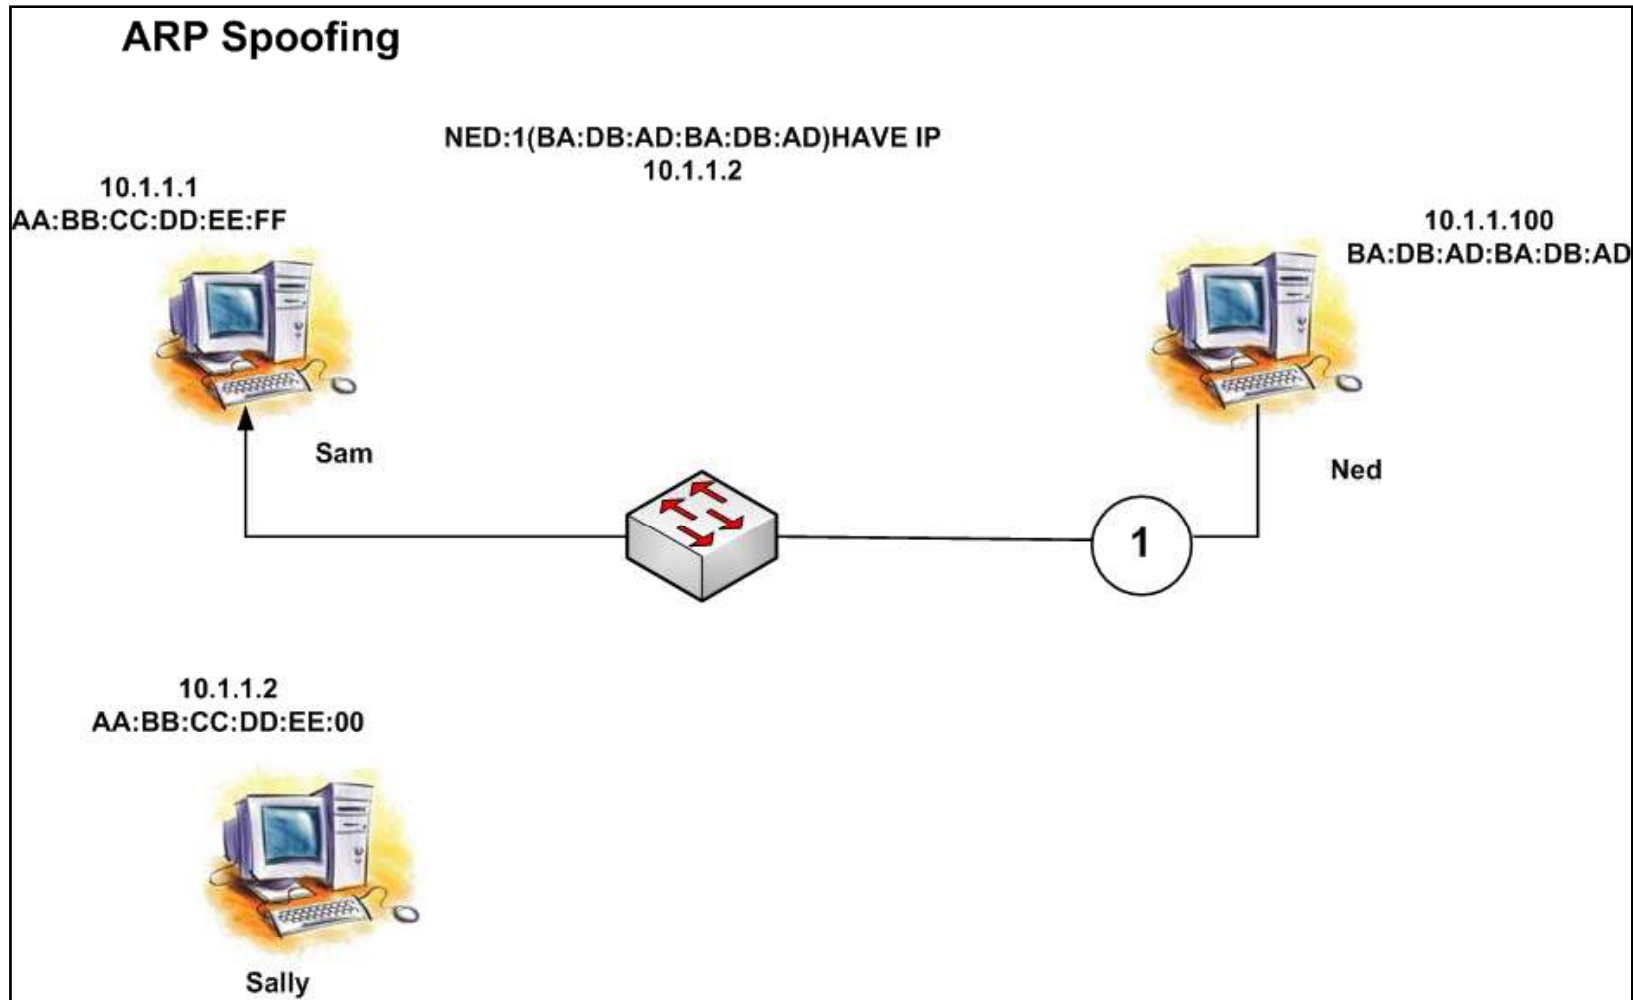 ARP Spoofing
NED:1(BA:DB:AD:BA:DB:AD)HAVE IP
10.1.1.2
10.1.1.1
AA:BB:CC:DD:EE:FF
10.1.1.100
BA:DB:AD:BA:DB:AD
Sam
Ned
1
10.1.1.2
AA:BB:CC:DD:EE:00
Sally